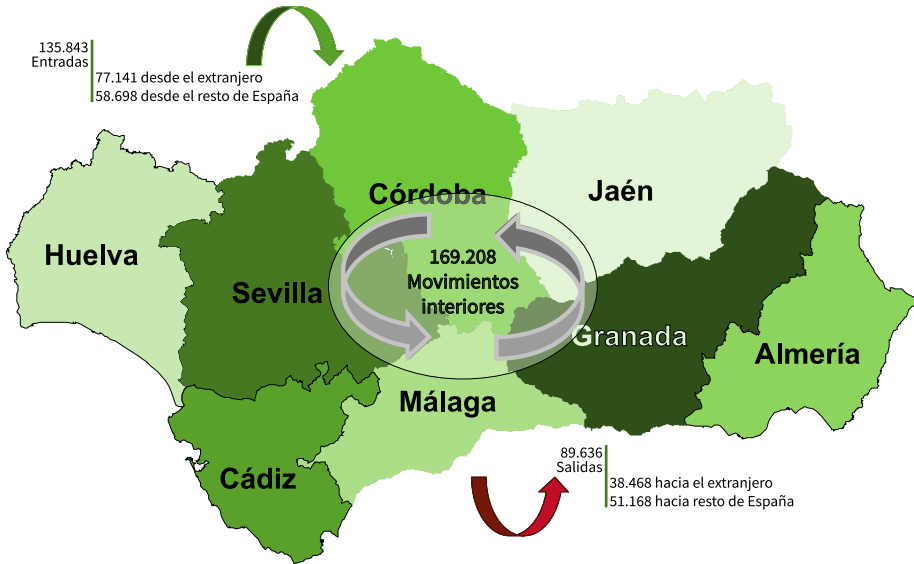 135.843
Entradas
77.141 desde el extranjero
58.698 desde el resto de España
Córdoba
Jaén
Huelva
169.208
Movimientos
interiores
Sevilla
Granada
Almería
Málaga
Cádiz
89.636
Salidas
38.468 hacia el extranjero
51.168 hacia resto de España